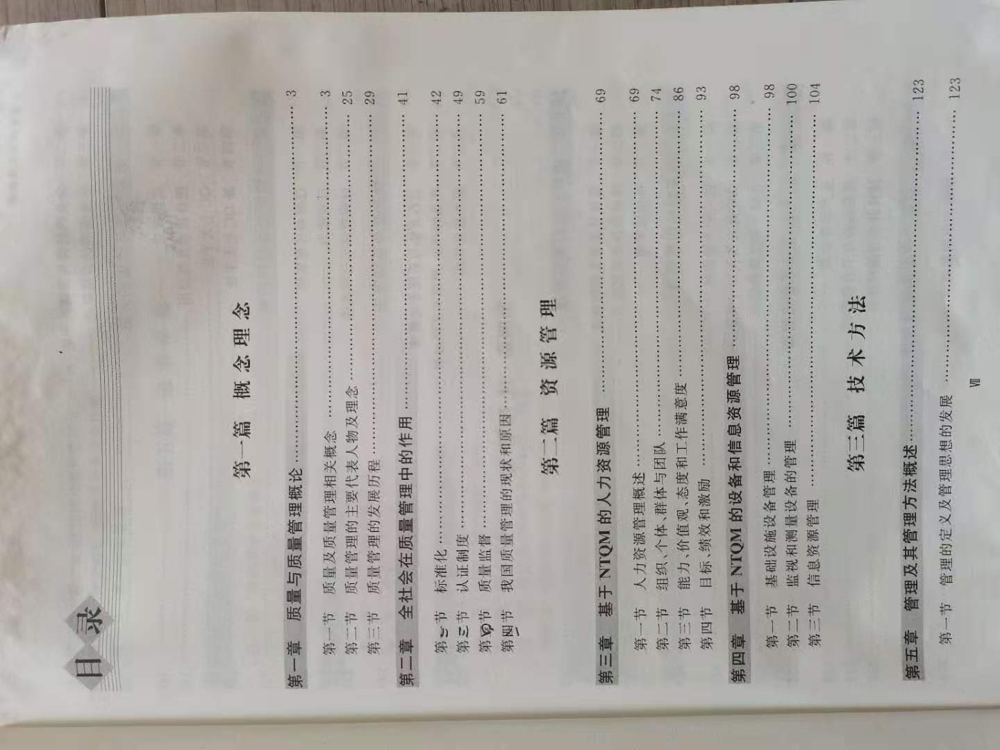 目录
第一篇 概念理念
第一章 质量与质量管理概论 …… 3
第一节 质量及质量管理相关概念 …… 3
第二节 质量管理的主要代表人物及理念 …… 25
第三节 质量管理的发展历程 …… 29
第二章 全社会在质量管理中的作用 …… 41
第二节 标准化 …… 42
第三节 认证制度 …… 49
第四节 质量监督 …… 59
第四节 我国质量管理的现状和原因 …… 61
第二篇 资源管理
第三章 基于NTQM的人力资源管理 …… 69
第一节 人力资源管理概述 …… 69
第二节 组织、个体、群体与团队 …… 74
第三节 能力、价值观、态度和工作满意度 …… 86
第四节 目标、绩效和激励 …… 93
第四章 基于NTQM的设备和信息资源管理 …… 98
第一节 基础设施设备管理 …… 98
第二节 监视和测量设备的管理 …… 100
第三节 信息资源管理 …… 104
第三篇 技术方法
第五章 管理及其管理方法概述 …… 123
第一节 管理的定义及管理思想的发展 …… 123
Ⅶ